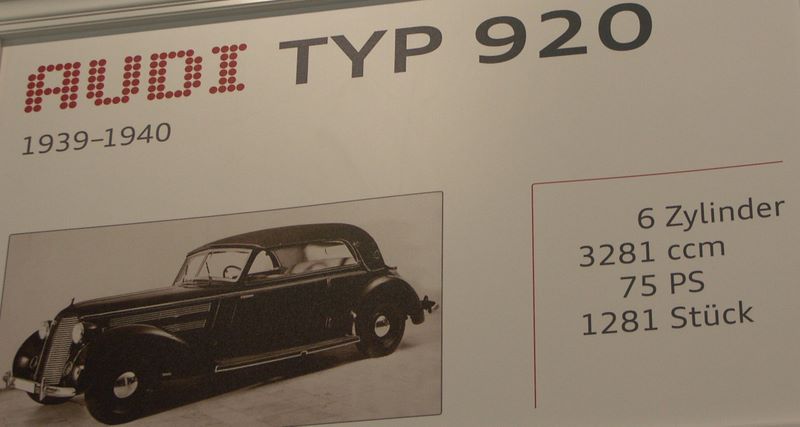 AUDI TYP 920
1939–1940
6 Zylinder
3281 ccm
75 PS
1281 Stück